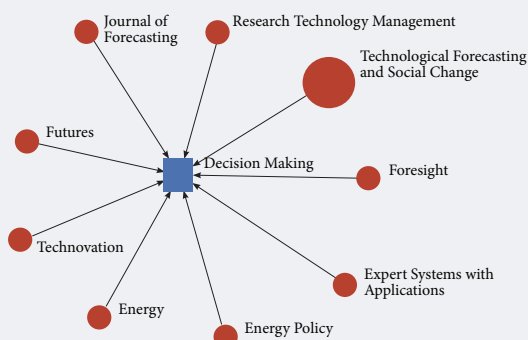 Journal of
Forecasting
Research Technology Management
Technological Forecasting
and Social Change
Futures
Decision Making
Foresight
Technovation
Expert Systems with
Applications
Energy
Energy Policy